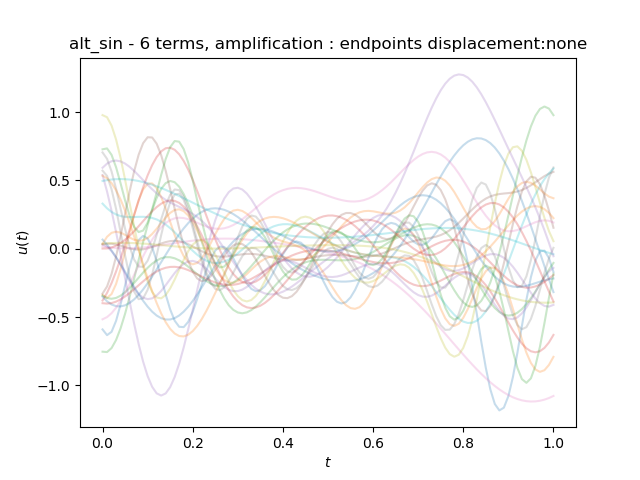 alt_sin - 6 terms, amplification : endpoints displacement:none
1.0
0.5
0.0
−0.5
−1.0
u(t)
0.0 0.2 0.4 0.6 0.8 1.0
t